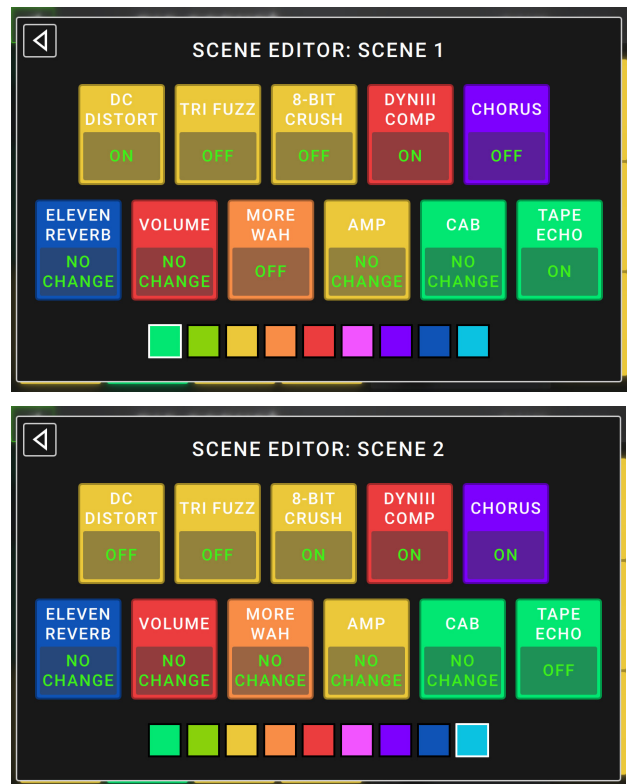 SCENE EDITOR: SCENE 1
DC DISTORT
ON
TRI FUZZ
OFF
8-BIT CRUSH
OFF
DYNIII COMP
ON
CHORUS
OFF
ELEVEN REVERB
NO CHANGE
VOLUME
NO CHANGE
MORE WAH
OFF
AMP
NO CHANGE
CAB
NO CHANGE
TAPE ECHO
ON
SCENE EDITOR: SCENE 2
DC DISTORT
OFF
TRI FUZZ
OFF
8-BIT CRUSH
ON
DYNIII COMP
ON
CHORUS
ON
ELEVEN REVERB
NO CHANGE
VOLUME
NO CHANGE
MORE WAH
NO CHANGE
AMP
NO CHANGE
CAB
NO CHANGE
TAPE ECHO
OFF